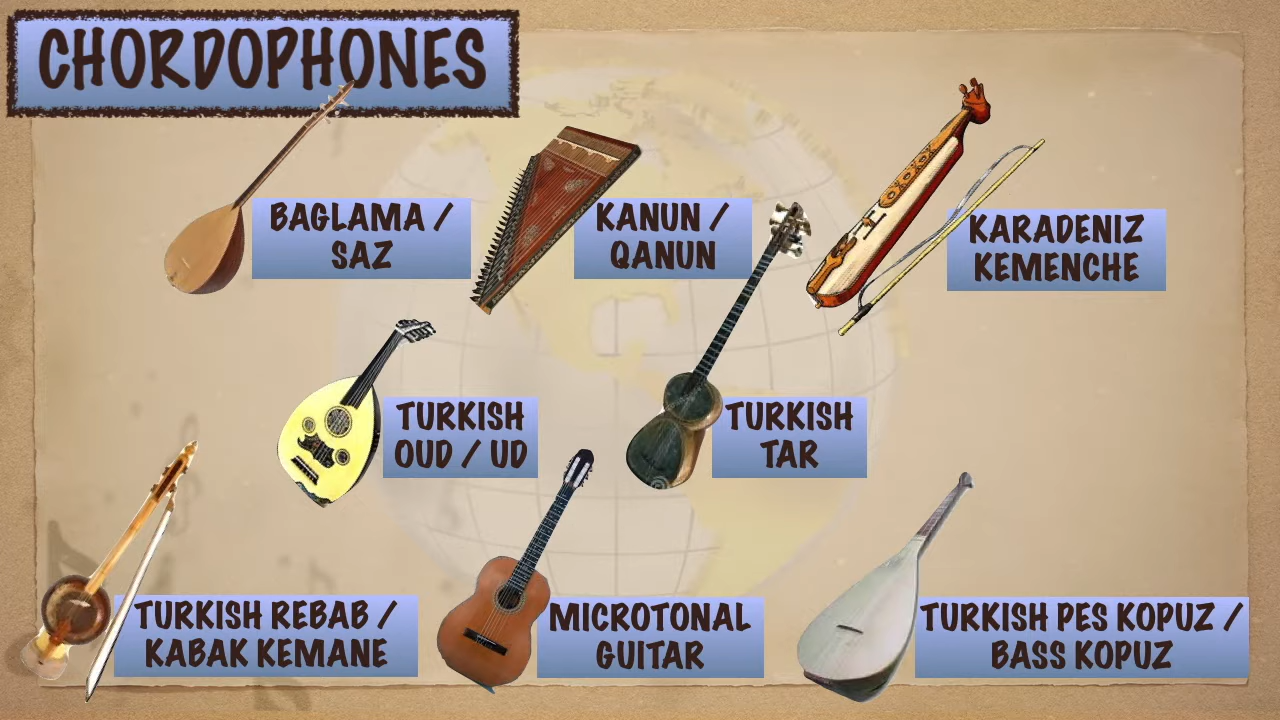 CHORDOPHONES
BAGLAMA /
SAZ
KANUN /
QANUN
KARADENIZ
KEMENCHE
TURKISH
OUD / UD
TURKISH
TAR
TURKISH REBAB /
KABAK KEMANE
MICROTONAL
GUITAR
TURKISH PES KOPUZ /
BASS KOPUZ